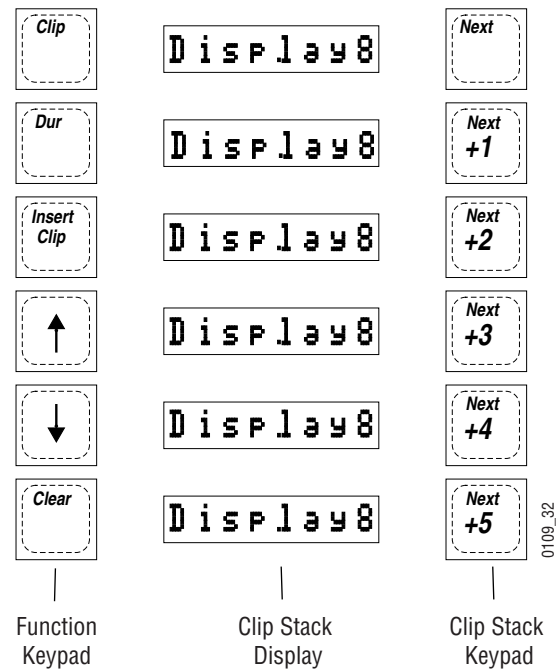 Clip
Display8
Next
Dur
Display8
Next
+1
Insert
Clip
Display8
Next
+2
Display8
Next
+3
Display8
Next
+4
Clear
Display8
Next
+5
0109_32
Function
Keypad
Clip Stack
Display
Clip Stack
Keypad